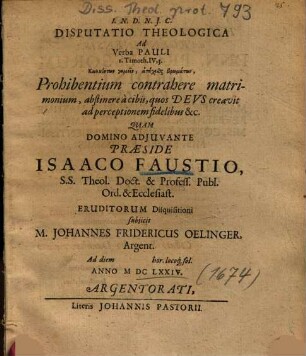 Diss. Theol. prot. 793
I. N. D. N. J. C.
DISPUTATIO THEOLOGICA
Ad
Verba PAULI
1. Timoth. IV. 3.
Prohibentium contrahere matri-
monium, abstinere à cibis, quos DEUS creavit
ad perceptionem fidelibus &c.
QUAM
DOMINO ADJUVANTE
PRÆSIDE
ISAACO FAUSTIO,
S.S. Theol. Doct. & Profess. Publ.
Ord. & Ecclesiast.
ERUDITORUM Disquisitioni
subjicit
M. JOHANNES FRIDERICUS OELINGER.
Argent.
Ad diem hor. locoq; sol.
ANNO M DC LXXIV.
(1674)
ARGENTORATI,
Literis JOHANNIS PASTORII.